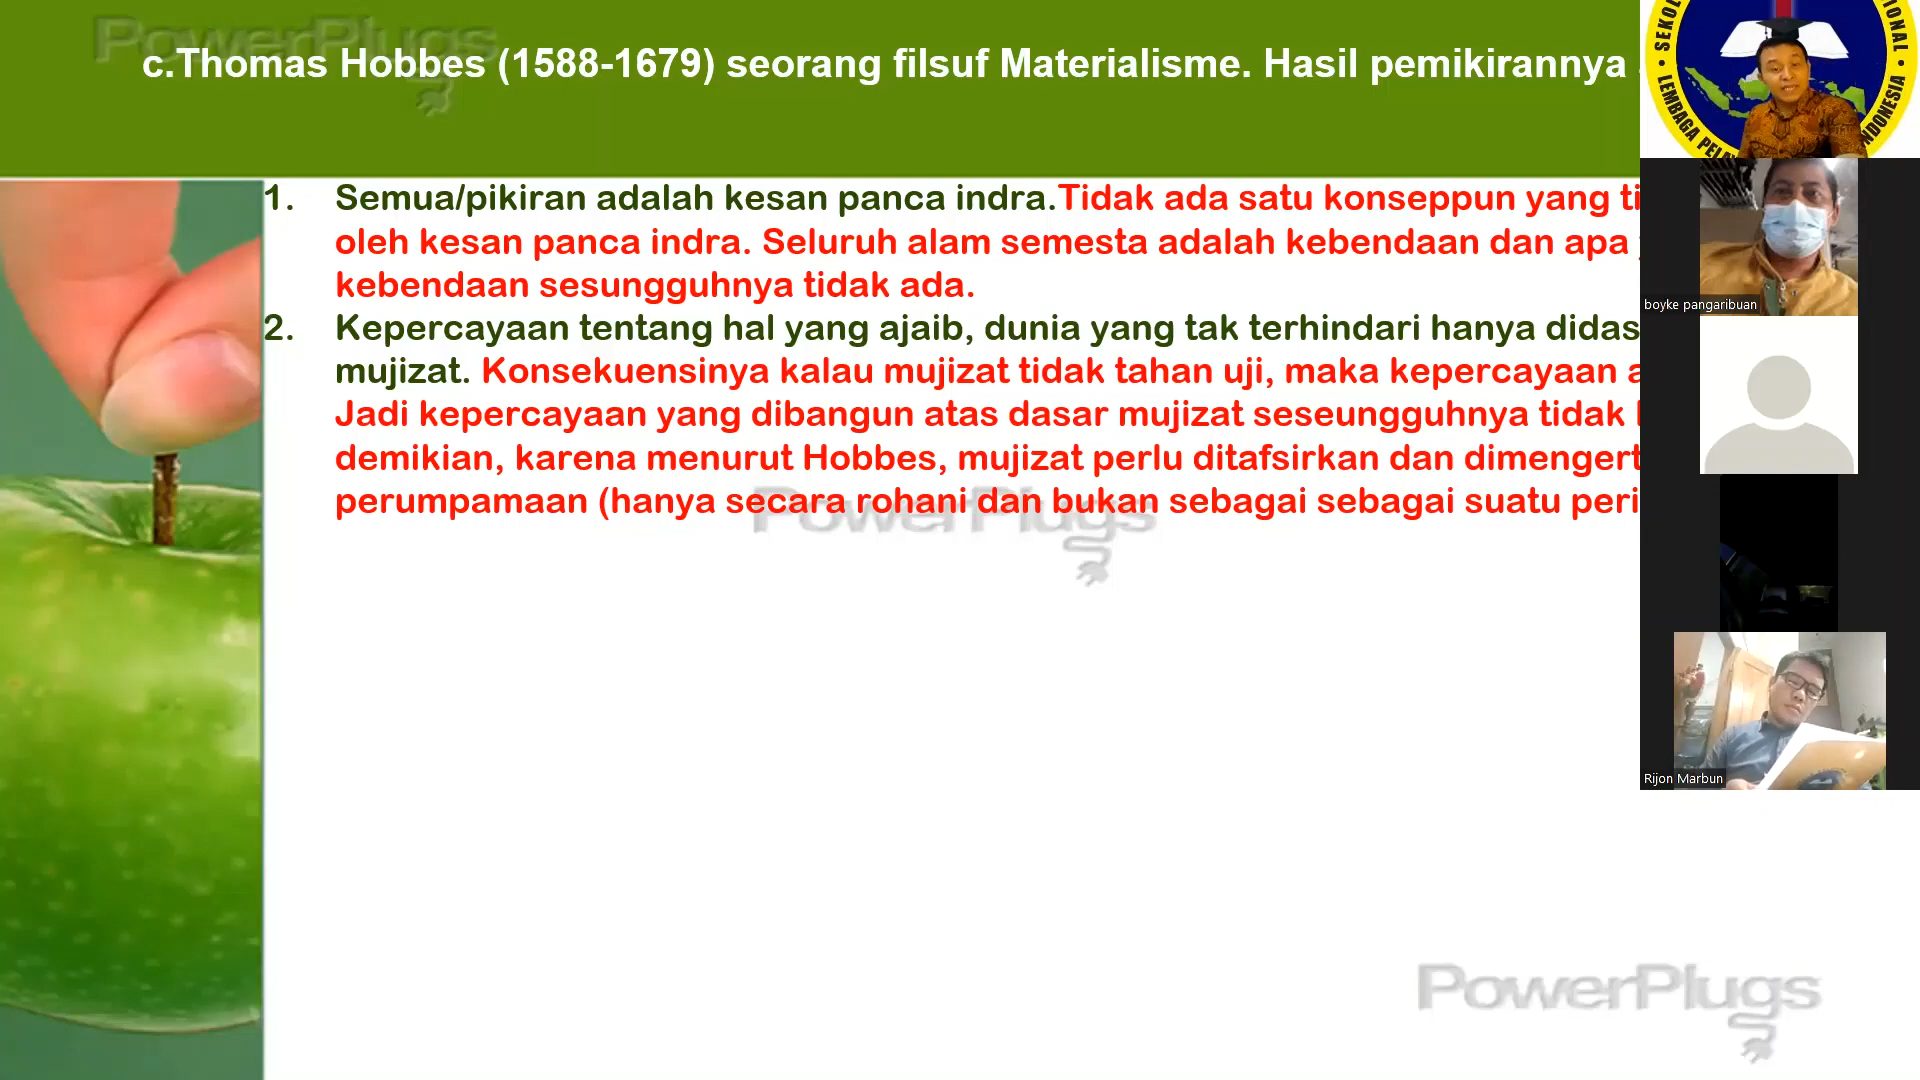 PowerPlugs
c.Thomas Hobbes (1588-1679) seorang filsuf Materialisme. Hasil pemikirannya
1. Semua/pikiran adalah kesan panca indra.Tidak ada satu konseppun yang
oleh kesan panca indra. Seluruh alam semesta adalah kebendaan dan apa
kebendaan sesungguhnya tidak ada.
2. Kepercayaan tentang hal yang ajaib, dunia yang tak terhindari hanya
mujizat. Konsekuensinya kalau mujizat tidak tahan uji, maka kepercayaan
Jadi kepercayaan yang dibangun atas dasar mujizat seseungguhnya tidak
demikian, karena menurut Hobbes, mujizat perlu ditafsirkan dan
perumpamaan (hanya secara rohani dan bukan sebagai sebagai suatu
PowerPlugs
PowerPlugs
LEMBAGA
boyke pangaribuan
Rijon Marbun